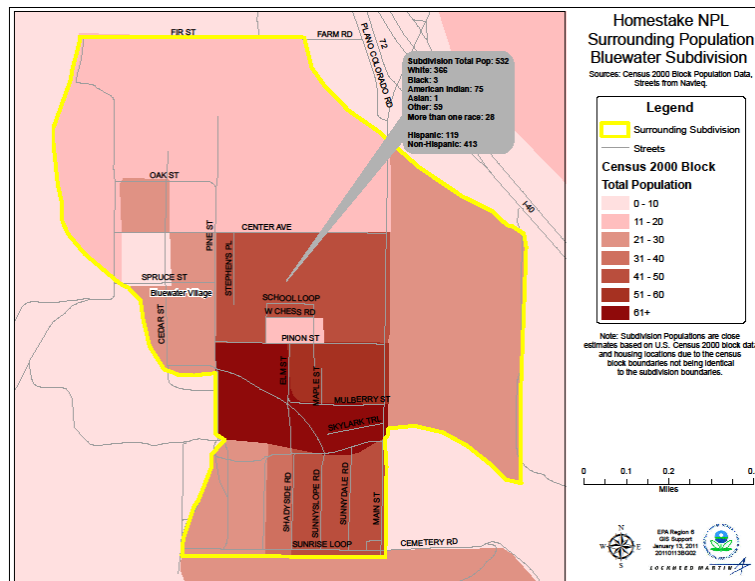 Homestake NPL
Surrounding Population
Bluewater Subdivision
Sources: Census 2000 Block Population Data,
Streets from Navteq.
Legend
Surrounding Subdivision
Streets
Census 2000 Block
Total Population
0 - 10
11 - 20
21 - 30
31 - 40
41 - 50
51 - 60
61+
Note: Subdivision Populations are close
estimates based on U.S. Census 2000 block data
and housing locations due to the census
block boundaries not being identical
to the subdivision boundaries.
0 0.1 0.2 0.
Miles
N
W E
S
EPA Region 6
GIS Support
January 13, 2011
20110113BG02
LOCKHEED MARTIN
FIR ST
FARM RD
PLANO COLORADO RD
72
Subdivision Total Pop: 532
White: 366
Black: 3
American Indian: 75
Asian: 1
Other: 59
More than one race: 28
Hispanic: 119
Non-Hispanic: 413
I-40
OAK ST
PINE ST
CENTER AVE
STEPHEN'S PL
SPRUCE ST
Bluewater Village
CEDAR ST
SCHOOL LOOP
W CHESS RD
PINON ST
ELM ST
MAPLE ST
MULBERRY ST
SKYLARK TRL
SHADYSIDE RD
SUNNYSLOPE RD
SUNNYDALE RD
MAIN ST
SUNRISE LOOP
CEMETERY RD